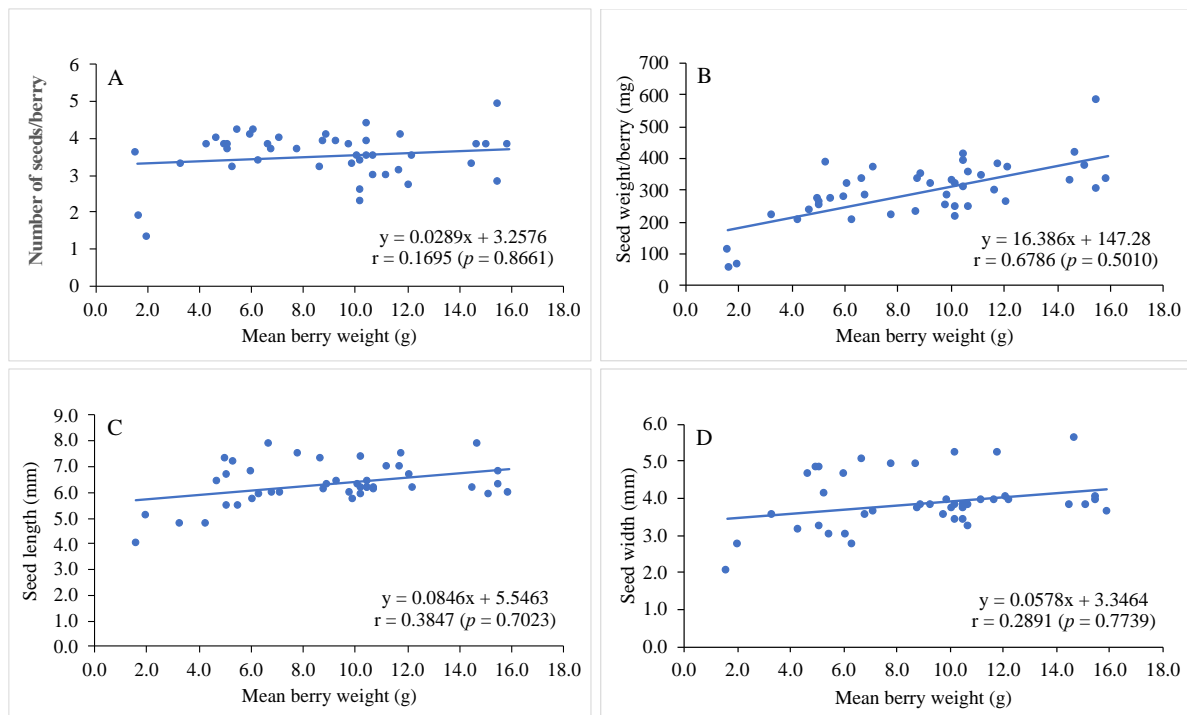 A
Number of seeds/berry
6
5
4
3
2
1
0
0.0 2.0 4.0 6.0 8.0 10.0 12.0 14.0 16.0 18.0
Mean berry weight (g)
y = 0.0289x + 3.2576
r = 0.1695 (p = 0.8661)
B
Seed weight/berry (mg)
700
600
500
400
300
200
100
0
0.0 2.0 4.0 6.0 8.0 10.0 12.0 14.0 16.0 18.0
Mean berry weight (g)
y = 16.386x + 147.28
r = 0.6786 (p = 0.5010)
C
Seed length (mm)
9.0
8.0
7.0
6.0
5.0
4.0
3.0
2.0
1.0
0.0
0.0 2.0 4.0 6.0 8.0 10.0 12.0 14.0 16.0 18.0
Mean berry weight (g)
y = 0.0846x + 5.5463
r = 0.3847 (p = 0.7023)
D
Seed width (mm)
6.0
5.0
4.0
3.0
2.0
1.0
0.0
0.0 2.0 4.0 6.0 8.0 10.0 12.0 14.0 16.0 18.0
Mean berry weight (g)
y = 0.0578x + 3.3464
r = 0.2891 (p = 0.7739)